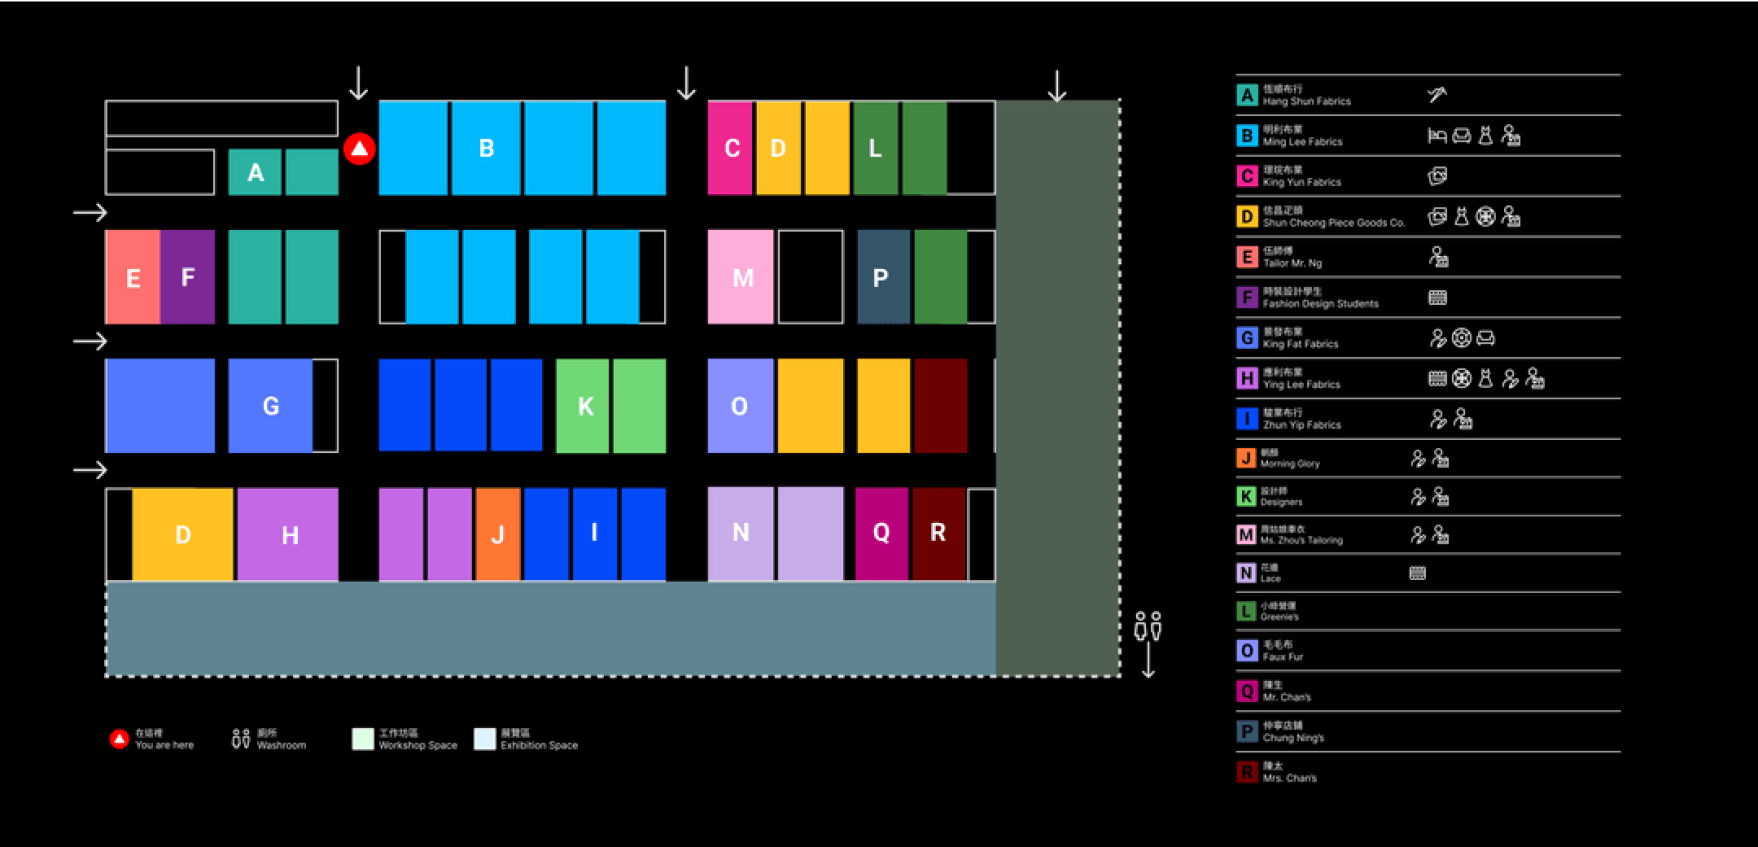 A
B
C
D
L
E
F
M
P
G
K
O
D
H
J
I
N
Q
R
在這裡
You are here
廁所
Washroom
工作坊區
Workshop Space
展覽區
Exhibition Space
A 恆順布行
Hang Shun Fabrics
B 明利布業
Ming Lee Fabrics
C 璟琓布業
King Yun Fabrics
D 信昌疋頭
Shun Cheong Piece Goods Co.
E 伍師傅
Tailor Mr. Ng
F 時裝設計學生
Fashion Design Students
G 景發布業
King Fat Fabrics
H 應利布業
Ying Lee Fabrics
I 駿業布行
Zhun Yip Fabrics
J 朝顏
Morning Glory
K 設計師
Designers
M 周姑娘車衣
Ms. Zhou's Tailoring
N 花邊
Lace
L 小綠營運
Greenie's
O 毛毛布
Faux Fur
Q 陳生
Mr. Chan's
P 仲寧店舖
Chung Ning's
R 陳太
Mrs. Chan's